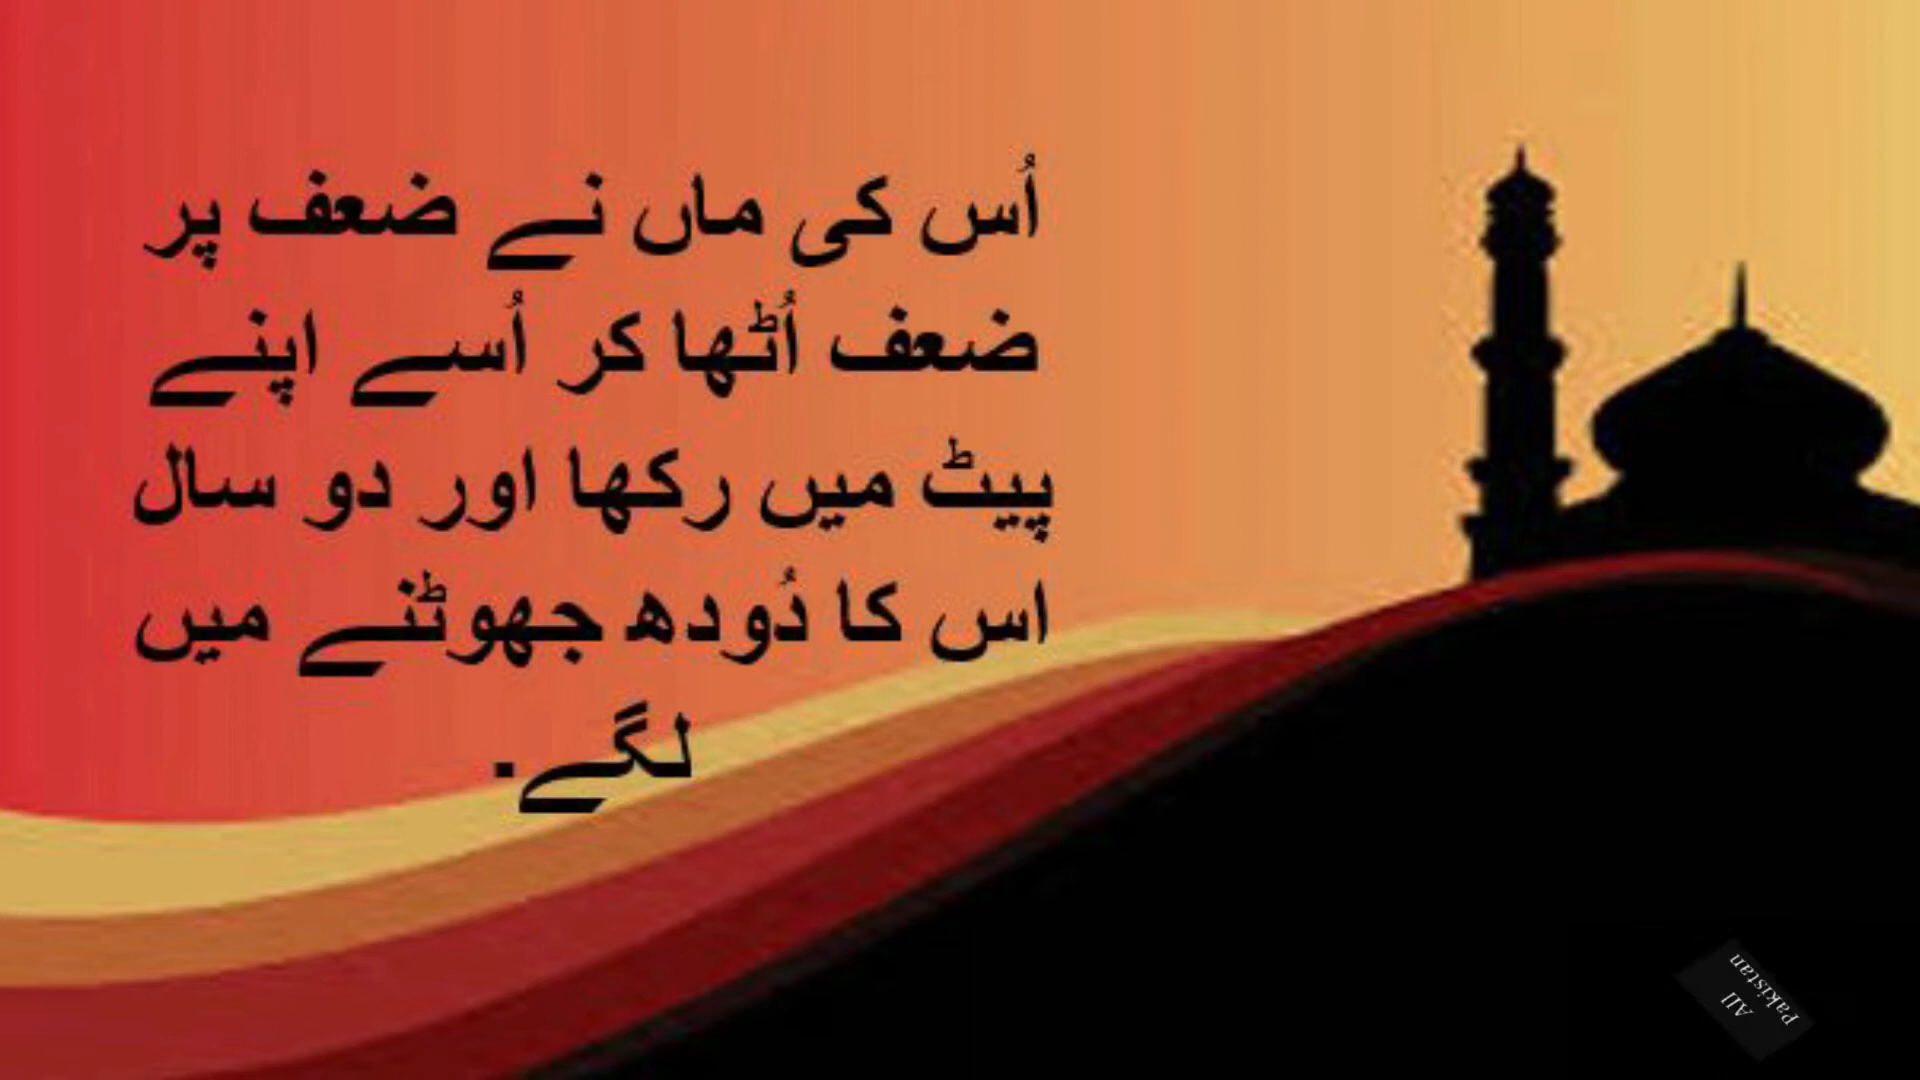 اُس کی ماں نے ضعف پر
ضعف اُٹھا کر اُسے اپنے
پیٹ میں رکھا اور دو سال
اس کا دُودھ جھوٹنے میں
لگے.
All
Pakistan